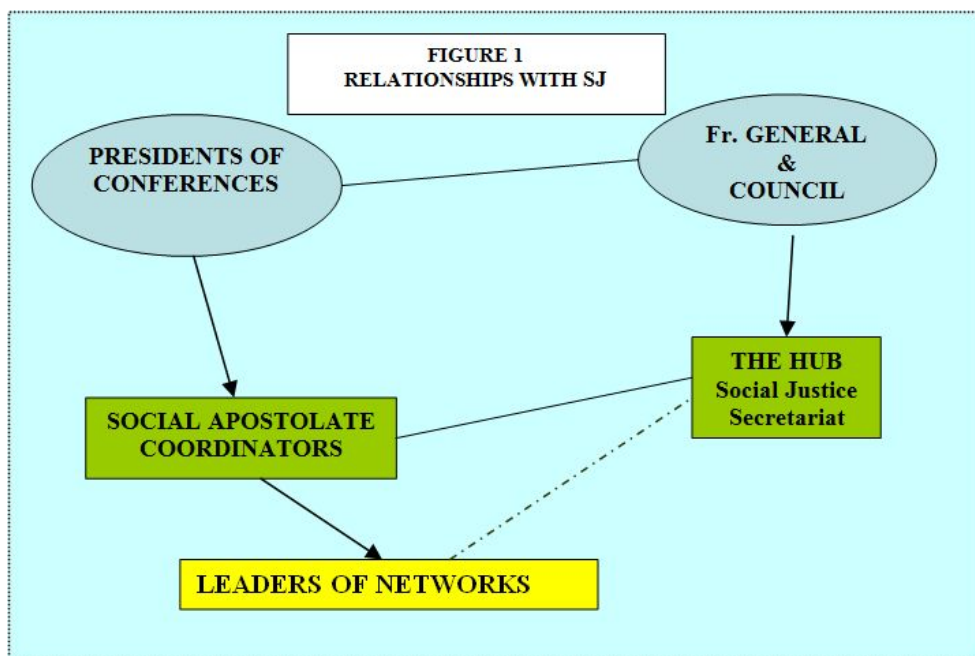 FIGURE 1
RELATIONSHIPS WITH SJ
PRESIDENTS OF
CONFERENCES
Fr. GENERAL
&
COUNCIL
THE HUB
Social Justice
Secretariat
SOCIAL APOSTOLATE
COORDINATORS
LEADERS OF NETWORKS